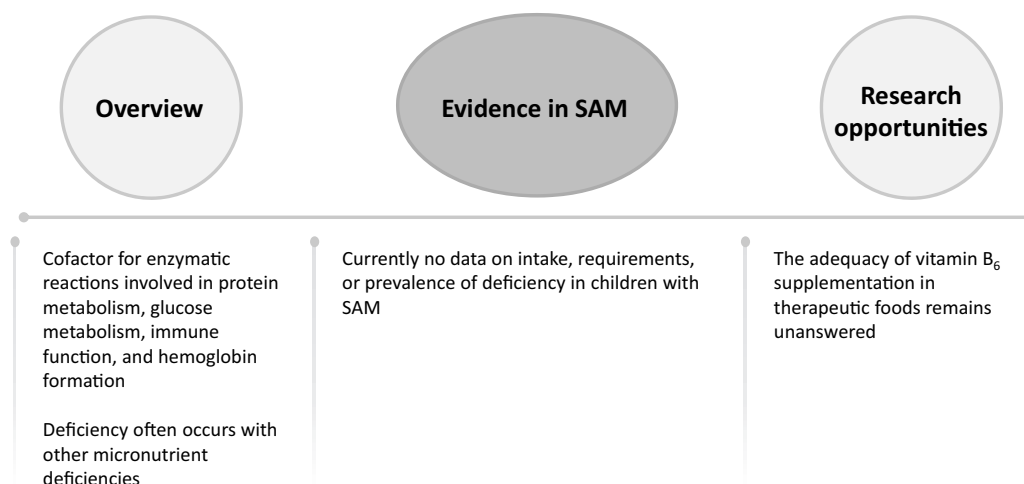 Overview
Evidence in SAM
Research
opportunities
Cofactor for enzymatic
reactions involved in protein
metabolism, glucose
metabolism, immune
function, and hemoglobin
formation
Deficiency often occurs with
other micronutrient
deficiencies
Currently no data on intake, requirements,
or prevalence of deficiency in children with
SAM
The adequacy of vitamin B₆
supplementation in
therapeutic foods remains
unanswered